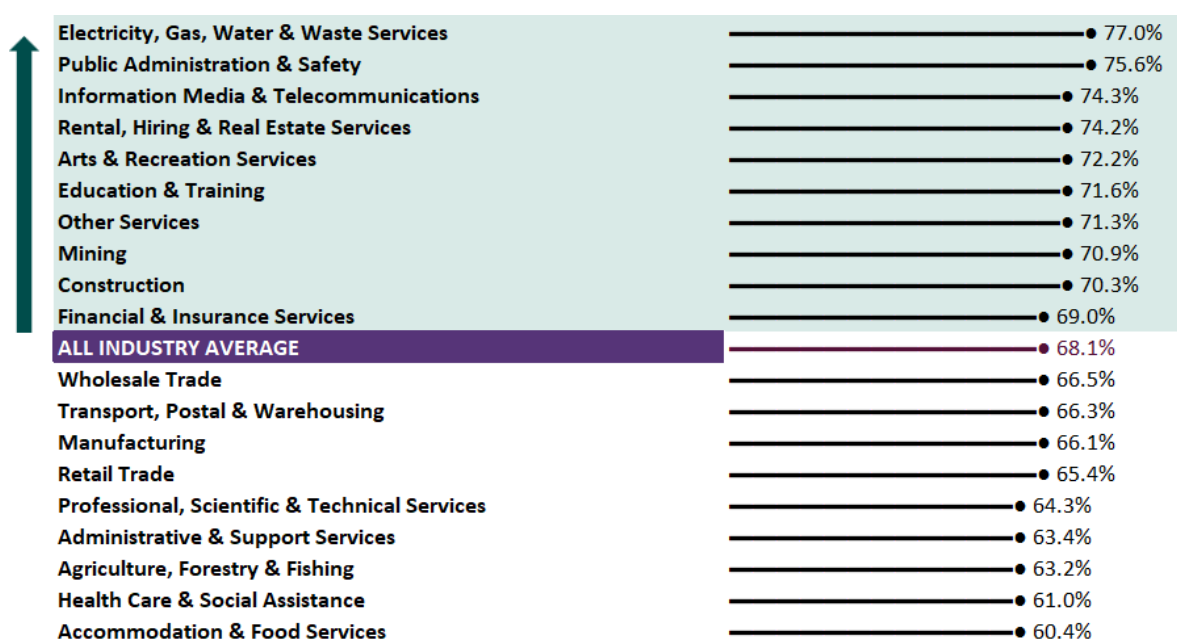 Electricity, Gas, Water & Waste Services 77.0%
Public Administration & Safety 75.6%
Information Media & Telecommunications 74.3%
Rental, Hiring & Real Estate Services 74.2%
Arts & Recreation Services 72.2%
Education & Training 71.6%
Other Services 71.3%
Mining 70.9%
Construction 70.3%
Financial & Insurance Services 69.0%
ALL INDUSTRY AVERAGE 68.1%
Wholesale Trade 66.5%
Transport, Postal & Warehousing 66.3%
Manufacturing 66.1%
Retail Trade 65.4%
Professional, Scientific & Technical Services 64.3%
Administrative & Support Services 63.4%
Agriculture, Forestry & Fishing 63.2%
Health Care & Social Assistance 61.0%
Accommodation & Food Services 60.4%